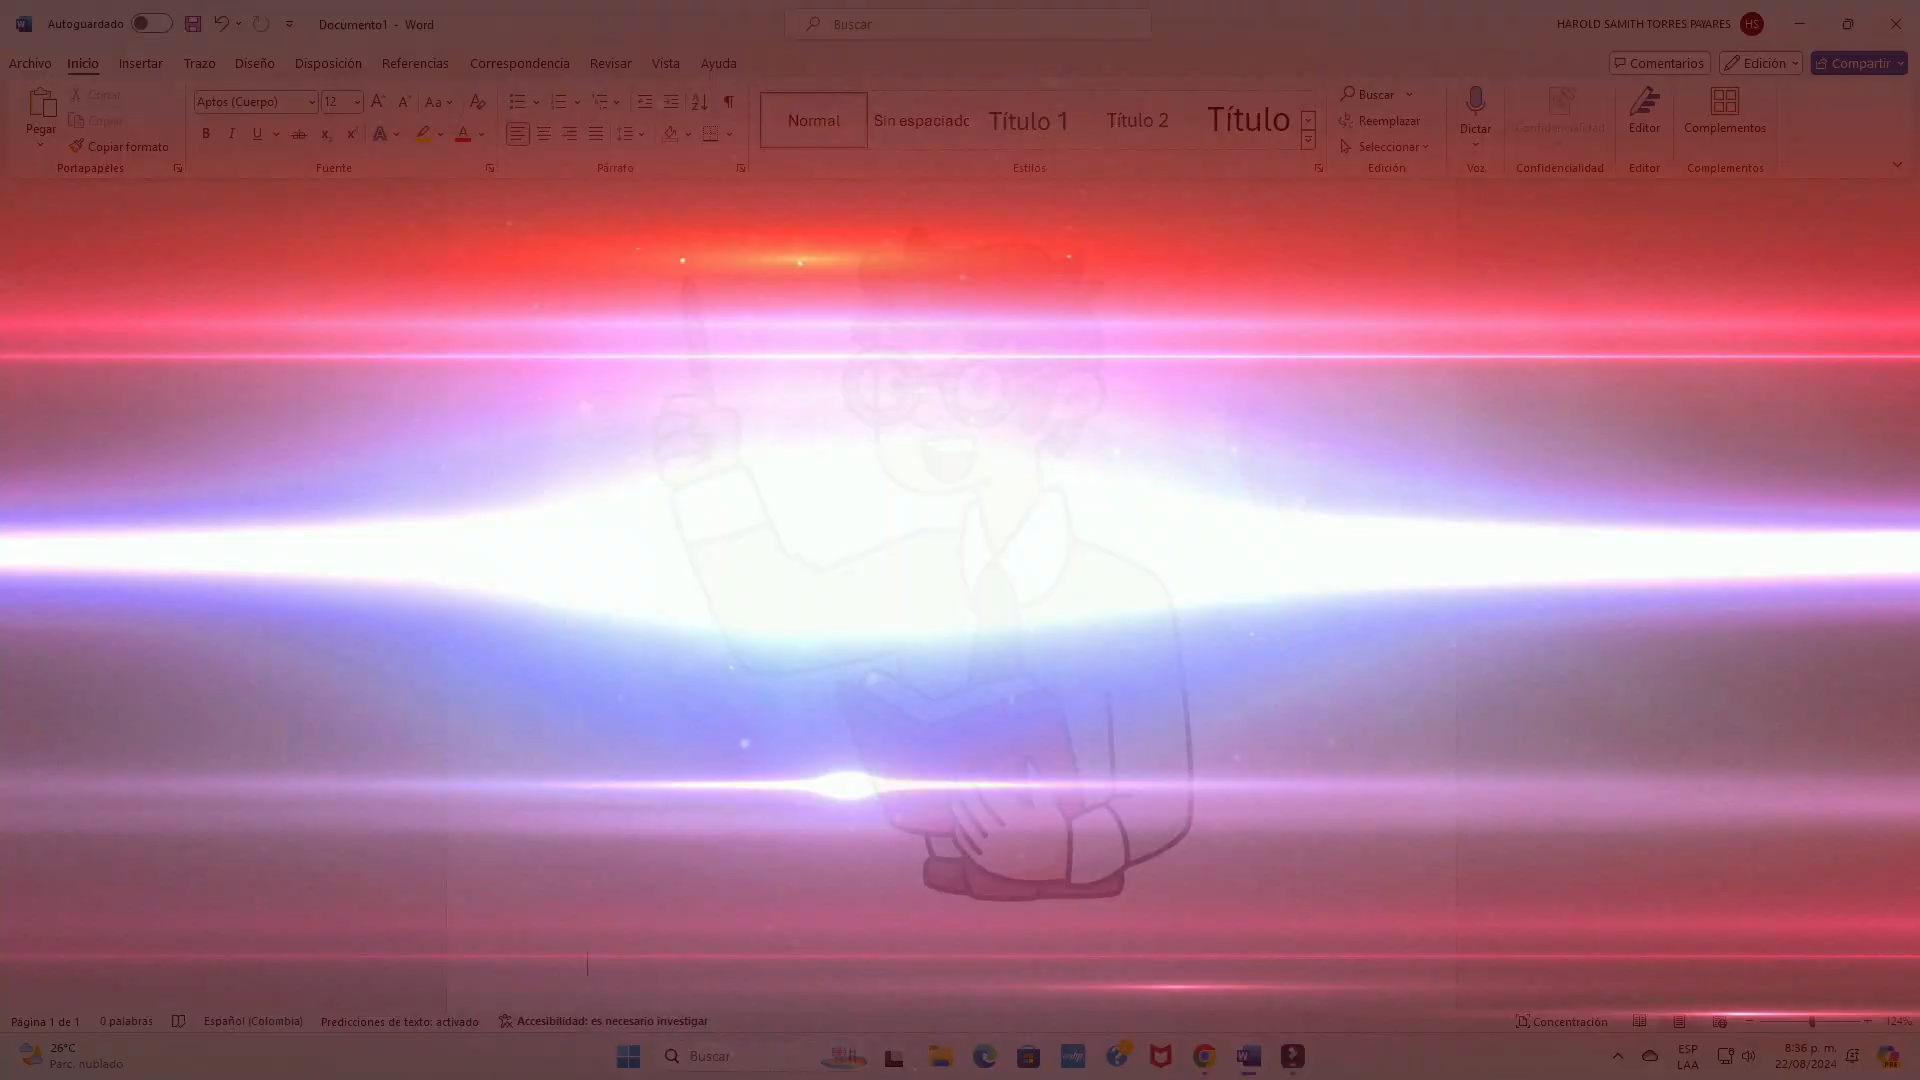 Autoguardado
Documento1 - Word
Buscar
HAROLD SAMITH TORRES PAYARES
HS
Archivo Inicio Insertar Trazo Diseño Disposición Referencias Correspondencia Revisar Vista Ayuda
Comentarios
Edición
Compartir
Pegar
Cortar
Copiar
Copiar formato
Portapapeles
Aptos (Cuerpo)
12
Fuente
Párrafo
Normal
Sin espaciado
Título 1
Título 2
Título
Estilos
Buscar
Reemplazar
Seleccionar
Edición
Dictar
Voz
Confidencialidad
Confidencialidad
Editor
Editor
Complementos
Complementos
Página 1 de 1
0 palabras
Español (Colombia)
Predicciones de texto: activado
Accesibilidad: es necesario investigar
Concentración
124%
26°C
Parc. nublado
Buscar
ESP
LAA
8:36 p. m.
22/08/2024